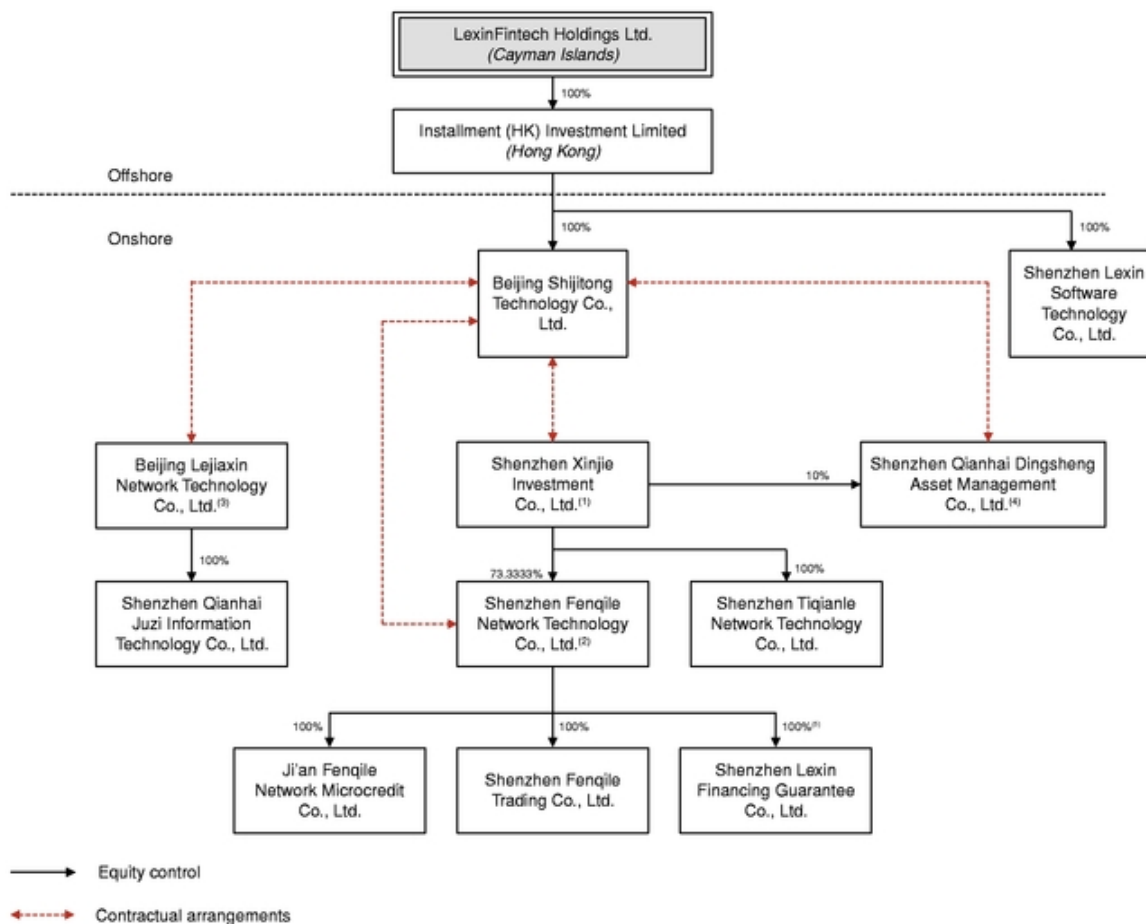 LexinFintech Holdings Ltd.
(Cayman Islands)
100%
Installment (HK) Investment Limited
(Hong Kong)
Offshore
Onshore
100%
100%
Beijing Shijitong
Technology Co.,
Ltd.
Shenzhen Lexin
Software
Technology
Co., Ltd.
Beijing Lejiaxin
Network Technology
Co., Ltd.(3)
Shenzhen Xinjie
Investment
Co., Ltd.(1)
10%
Shenzhen Qianhai Dingsheng
Asset Management
Co., Ltd.(4)
100%
73.3333%
100%
Shenzhen Qianhai
Juzi Information
Technology Co., Ltd.
Shenzhen Fenqile
Network Technology
Co., Ltd.(2)
Shenzhen Tiqianle
Network Technology
Co., Ltd.
100%
100%
100%(5)
Ji'an Fenqile
Network Microcredit
Co., Ltd.
Shenzhen Fenqile
Trading Co., Ltd.
Shenzhen Lexin
Financing Guarantee
Co., Ltd.
Equity control
Contractual arrangements